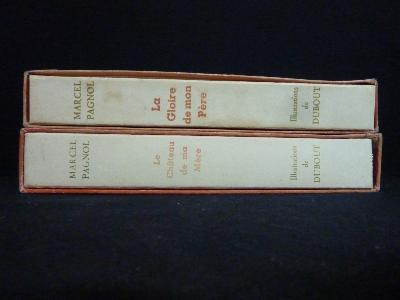 MARCEL
PAGNOL
La
Gloire
de mon
Père
Illustrations
de
DUBOUT
MARCEL
PAGNOL
Le
Château
de ma
Mère
Illustrations
de
DUBOUT